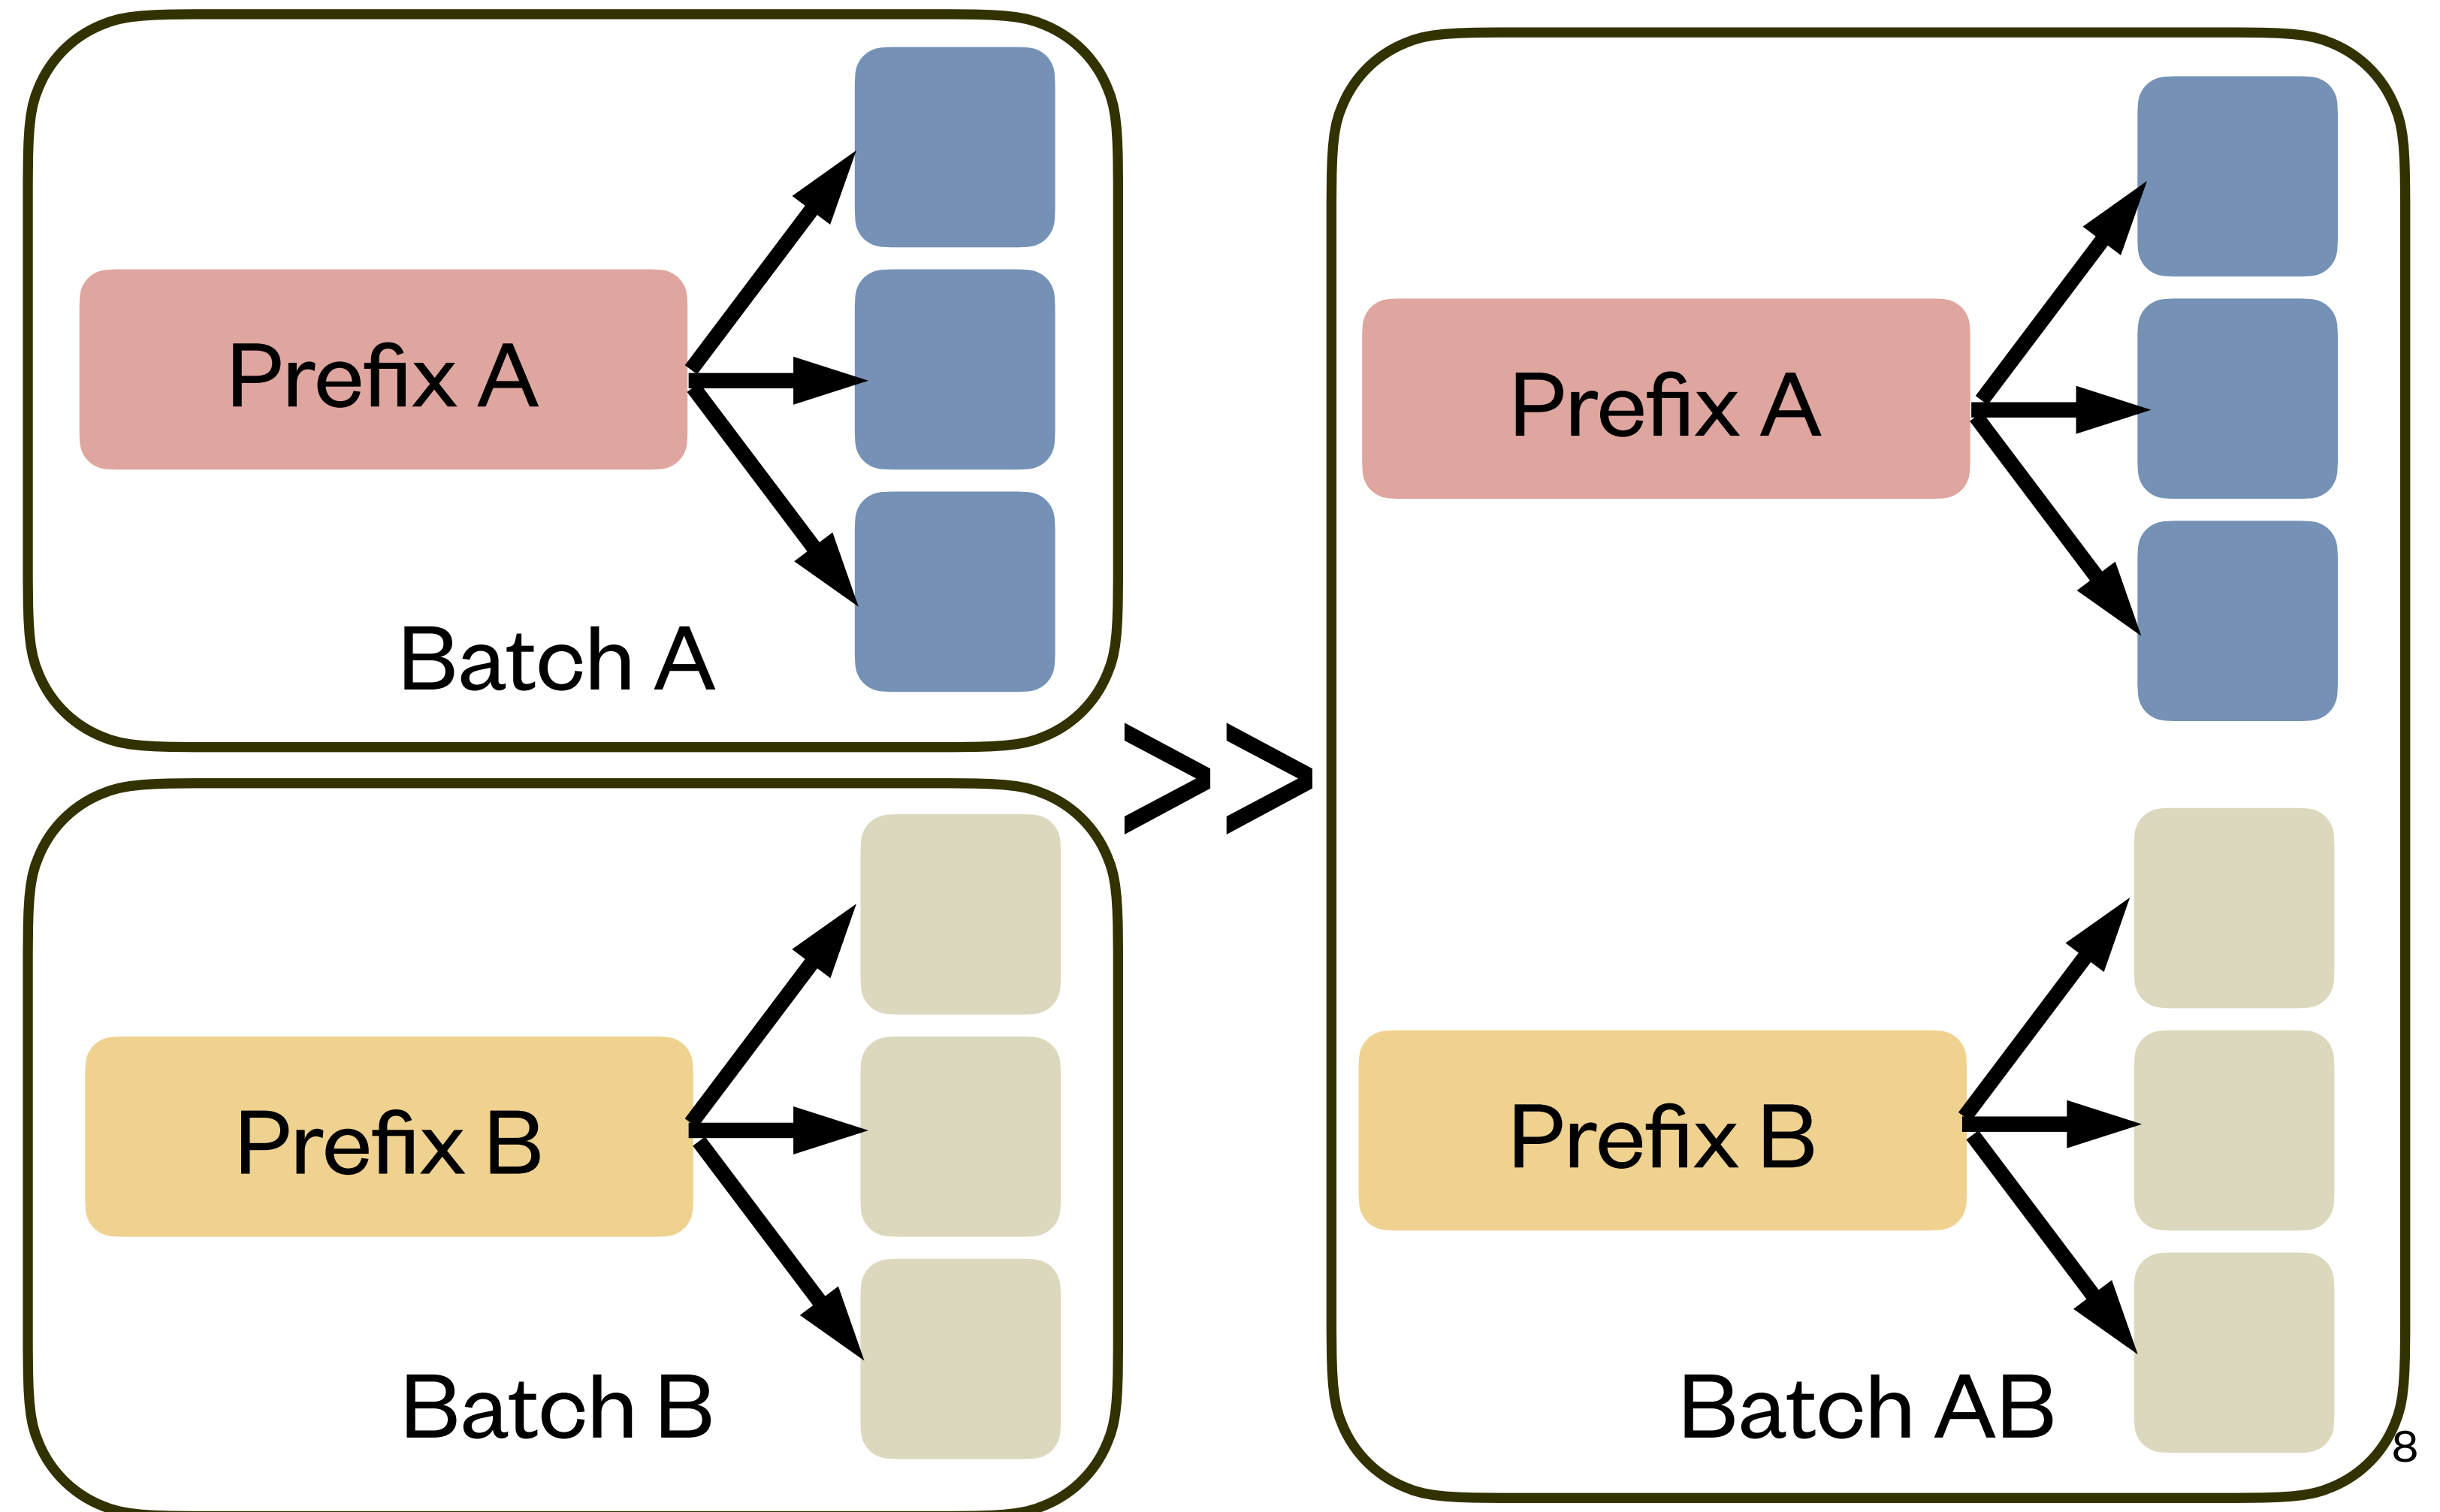 Prefix A
Batch A
Prefix B
Batch B
>>
Prefix A
Prefix B
Batch AB
8